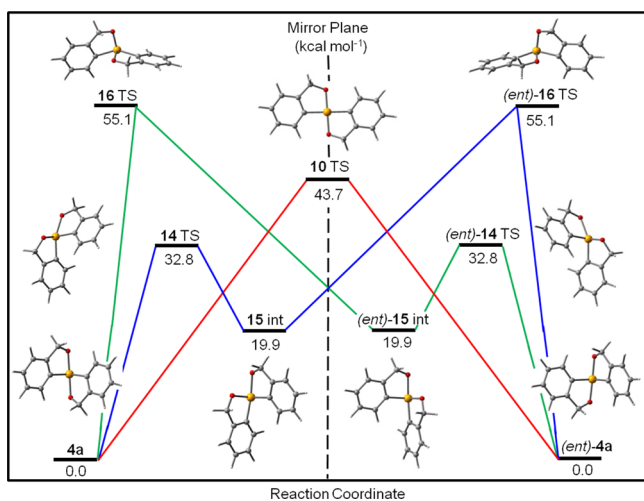 Mirror Plane
(kcal mol⁻¹)
16 TS
55.1
(ent)-16 TS
55.1
10 TS
43.7
14 TS
32.8
(ent)-14 TS
32.8
15 int
19.9
(ent)-15 int
19.9
4a
0.0
(ent)-4a
0.0
Reaction Coordinate